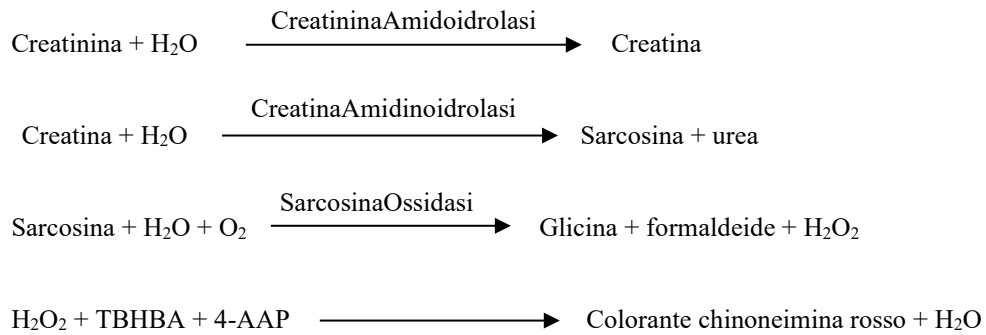 CreatininaAmidoidrolasi
Creatinina + H₂O Creatina
CreatinaAmidinoidrolasi
Creatina + H₂O Sarcosina + urea
SarcosinaOssidasi
Sarcosina + H₂O + O₂ Glicina + formaldeide + H₂O₂
H₂O₂ + TBHBA + 4-AAP Colorante chinoneimina rosso + H₂O